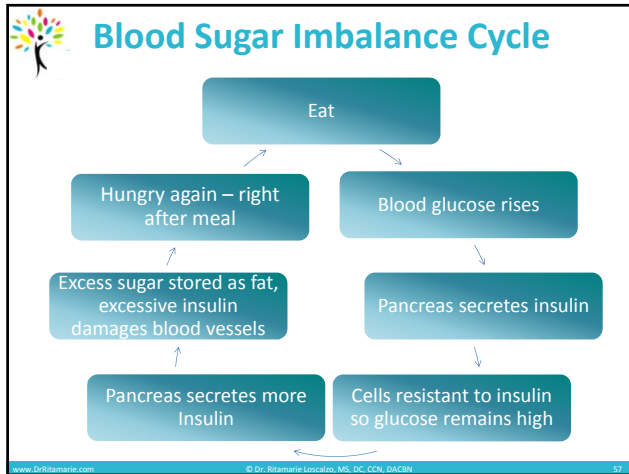 Blood Sugar Imbalance Cycle
Eat
Blood glucose rises
Pancreas secretes insulin
Cells resistant to insulin
so glucose remains high
Pancreas secretes more
Insulin
Excess sugar stored as fat,
excessive insulin
damages blood vessels
Hungry again – right
after meal
www.DrRitamarie.com
© Dr. Ritamarie Loscalzo, MS, DC, CCN, DACBN
57